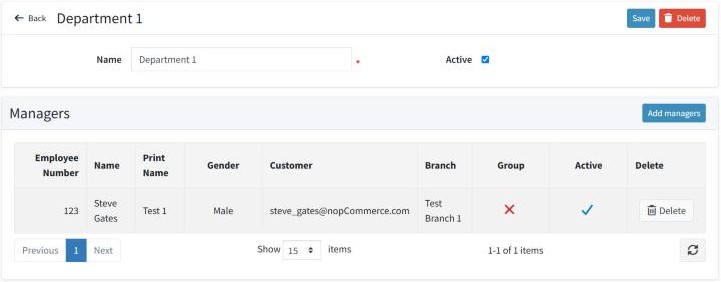 Back Department 1 Save Delete
Name Department 1 * Active
Managers Add managers
Employee Number Name Print Name Gender Customer Branch Group Active Delete
123 Steve Gates Test 1 Male steve_gates@nopCommerce.com Test Branch 1 Delete
Previous 1 Next Show 15 items 1-1 of 1 items